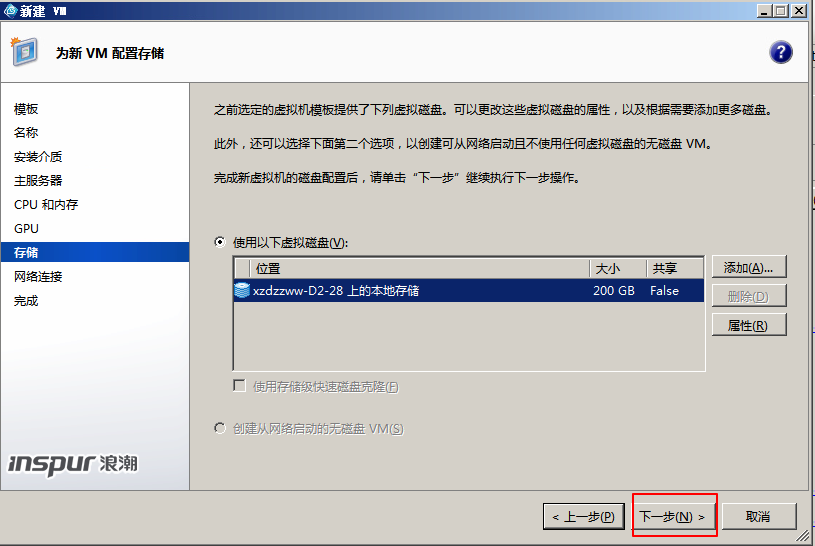 新建 VM
为新 VM 配置存储
?
模板
名称
安装介质
主服务器
CPU 和内存
GPU
存储
网络连接
完成
inspur 浪潮
之前选定的虚拟机模板提供了下列虚拟磁盘。可以更改这些虚拟磁盘的属性，以及根据需要添加更多磁盘。
此外，还可以选择下面第二个选项，以创建可从网络启动且不使用任何虚拟磁盘的无磁盘 VM。
完成新虚拟机的磁盘配置后，请单击“下一步”继续执行下一步操作。
使用以下虚拟磁盘(V):
位置 大小 共享
xzdzzww-D2-28 上的本地存储 200 GB False
添加(A)...
删除(D)
属性(R)
使用存储级快速磁盘克隆(F)
创建从网络启动的无磁盘 VM(S)
< 上一步(P) 下一步(N) > 取消